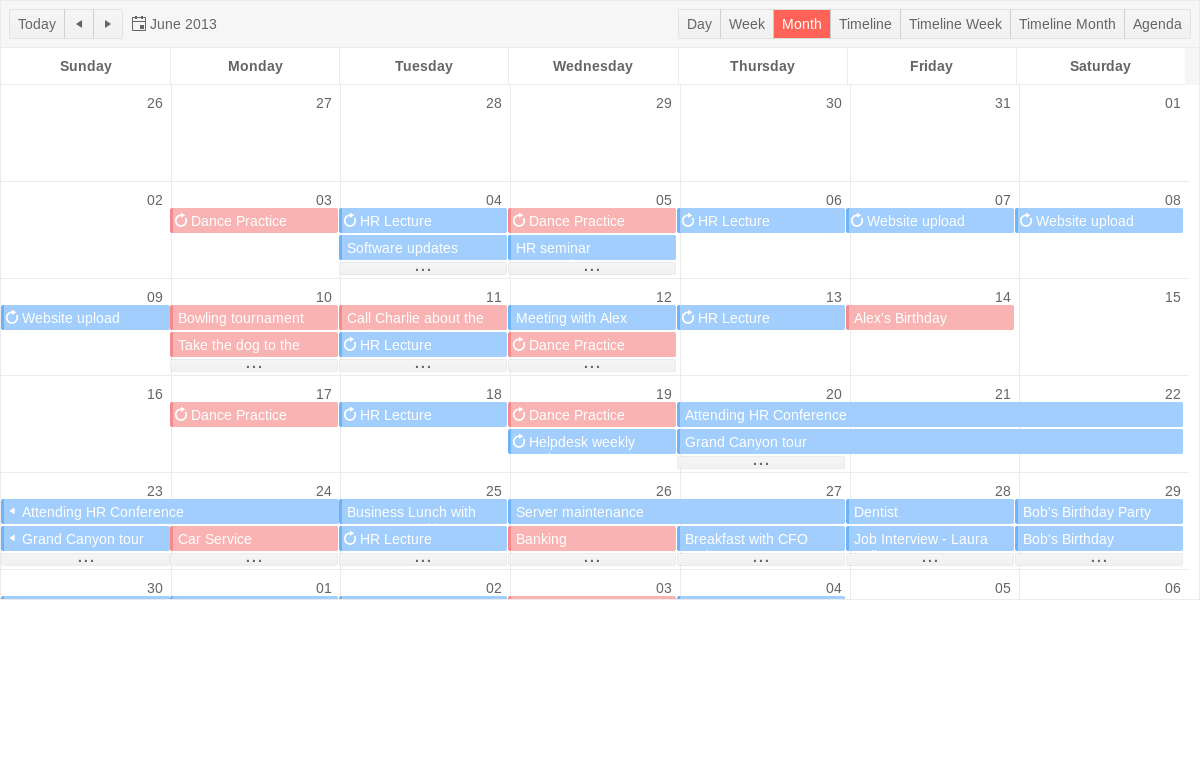 Today June 2013 Day Week Month Timeline Timeline Week Timeline Month Agenda
Sunday Monday Tuesday Wednesday Thursday Friday Saturday
26 27 28 29 30 31 01
02 03 04 05 06 07 08
Dance Practice HR Lecture Dance Practice HR Lecture Website upload Website upload
Software updates HR seminar
... ...
09 10 11 12 13 14 15
Website upload Bowling tournament Call Charlie about the Meeting with Alex HR Lecture Alex's Birthday
Take the dog to the HR Lecture Dance Practice
... ... ...
16 17 18 19 20 21 22
Dance Practice HR Lecture Dance Practice Attending HR Conference
Helpdesk weekly Grand Canyon tour
...
23 24 25 26 27 28 29
Attending HR Conference Business Lunch with Server maintenance Dentist Bob's Birthday Party
Grand Canyon tour Car Service HR Lecture Banking Breakfast with CFO Job Interview - Laura Bob's Birthday
... ... ... ... ... ... ...
30 01 02 03 04 05 06